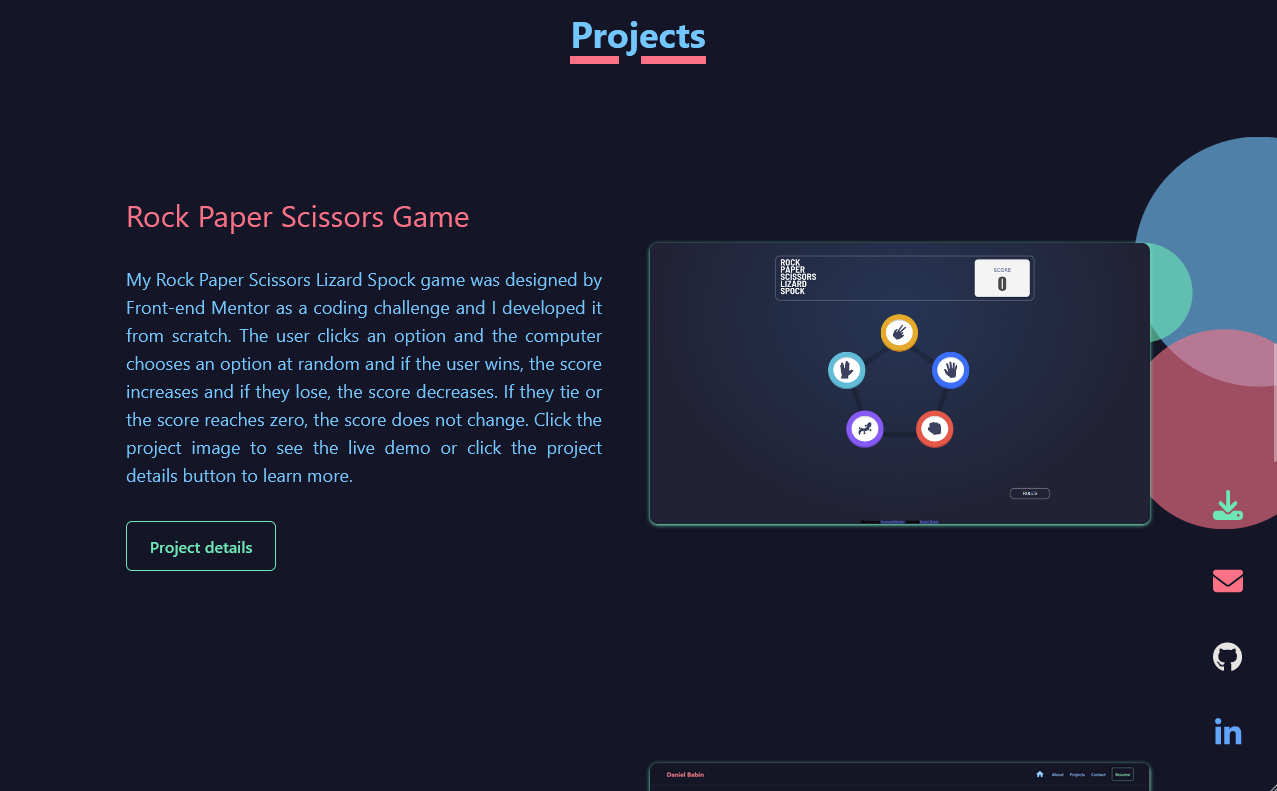 Projects
Rock Paper Scissors Game
My Rock Paper Scissors Lizard Spock game was designed by
Front-end Mentor as a coding challenge and I developed it
from scratch. The user clicks an option and the computer
chooses an option at random and if the user wins, the score
increases and if they lose, the score decreases. If they tie or
the score reaches zero, the score does not change. Click the
project image to see the live demo or click the project
details button to learn more.
Project details
ROCK
PAPER
SCISSORS
LIZARD
SPOCK
SCORE
0
RULES
Daniel Babin
About Projects Contact Resume
in